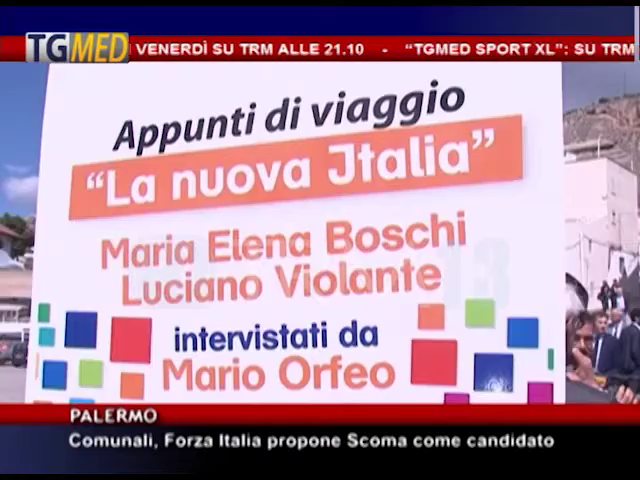 TGMED
VENERDÌ SU TRM ALLE 21.10 - “TGMED SPORT XL”: SU TRM
Appunti di viaggio
“La nuova Italia”
Maria Elena Boschi
Luciano Violante
intervistati da
Mario Orfeo
PALERMO
Comunali, Forza Italia propone Scoma come candidato